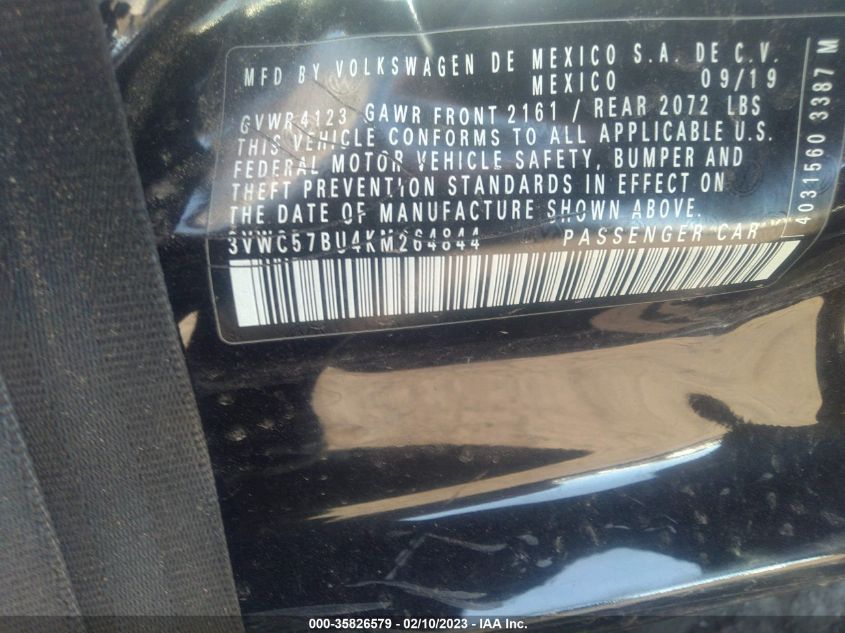 MFD BY VOLKSWAGEN DE MEXICO S.A. DE C.V.
MEXICO 09/19
GVWR 4123 GAWR FRONT 2161 / REAR 2072 LBS
THIS VEHICLE CONFORMS TO ALL APPLICABLE U.S.
FEDERAL MOTOR VEHICLE SAFETY, BUMPER AND
THEFT PREVENTION STANDARDS IN EFFECT ON
THE DATE OF MANUFACTURE SHOWN ABOVE.
3VWC57BU4KM264844 PASSENGER CAR
4031560 3387 M
000-35826579 - 02/10/2023 - IAA Inc.